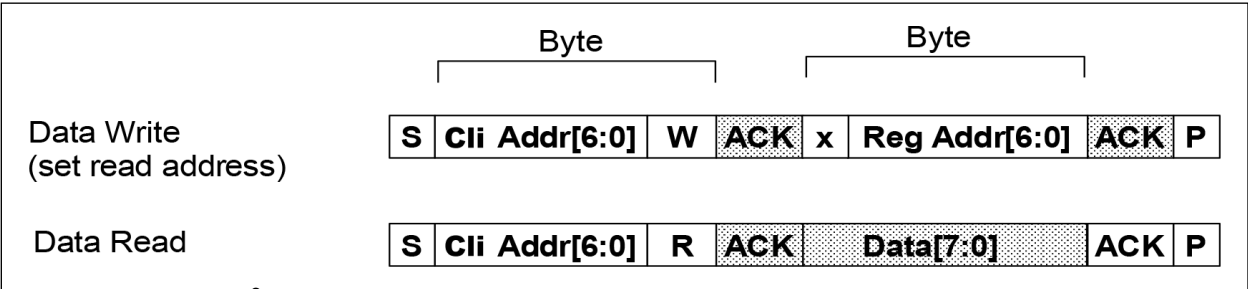 Byte Byte
Data Write S Cli Addr[6:0] W ACK x Reg Addr[6:0] ACK P
(set read address)
Data Read S Cli Addr[6:0] R ACK Data[7:0] ACK P